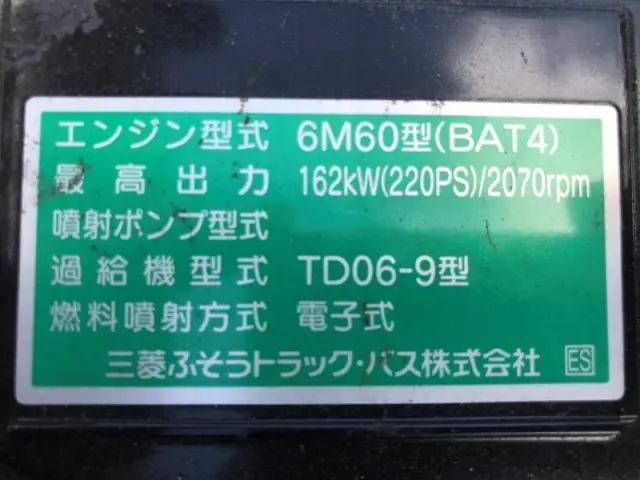 エンジン型式 6M60型(BAT4)
最高出力 162kW(220PS)/2070rpm
噴射ポンプ型式
過給機型式 TD06-9型
燃料噴射方式 電子式
三菱ふそうトラック・バス株式会社 ES